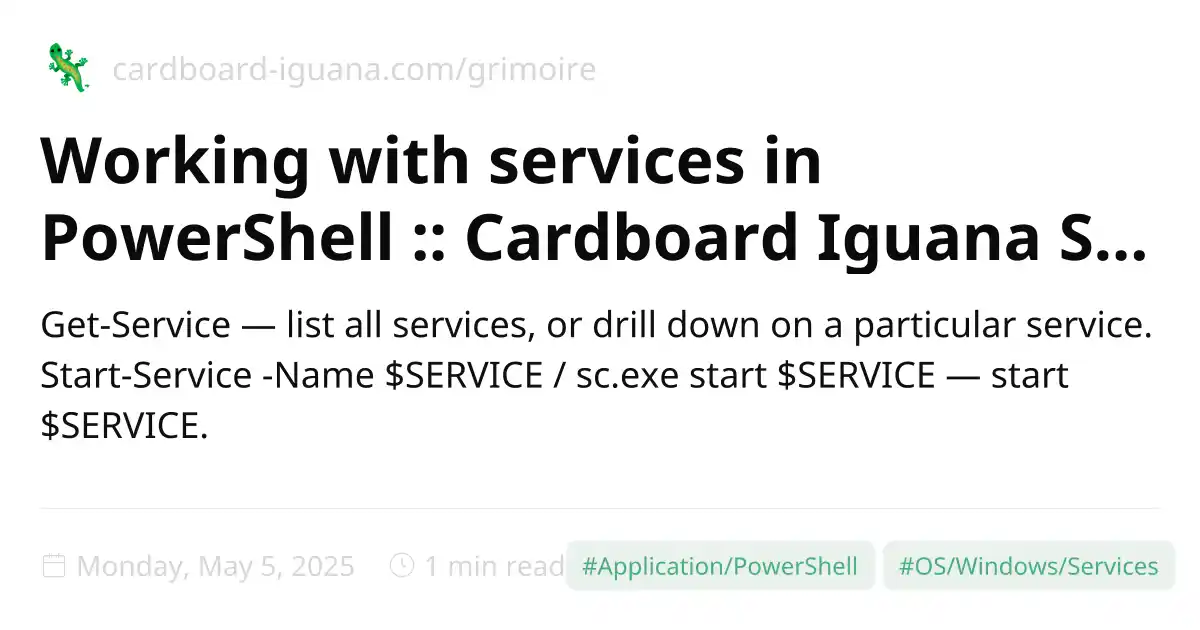 cardboard-iguana.com/grimoire
Working with services in
PowerShell :: Cardboard Iguana S...
Get-Service — list all services, or drill down on a particular service.
Start-Service -Name $SERVICE / sc.exe start $SERVICE — start
$SERVICE.
Monday, May 5, 2025 1 min read #Application/PowerShell #OS/Windows/Services